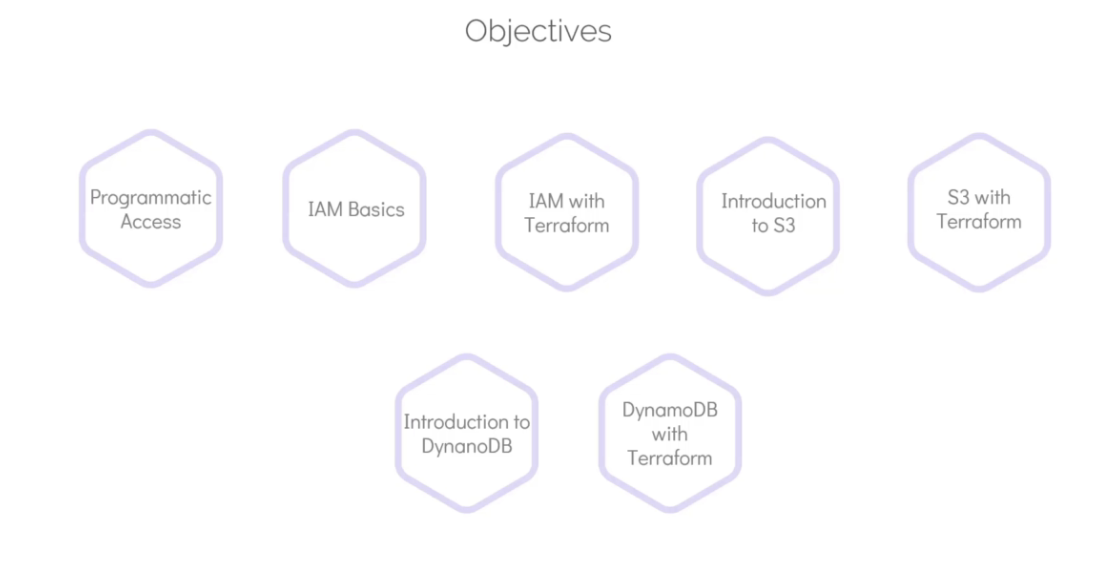 Objectives
Programmatic
Access
IAM Basics
IAM with
Terraform
Introduction
to S3
S3 with
Terraform
Introduction to
DynanoDB
DynamoDB
with
Terraform